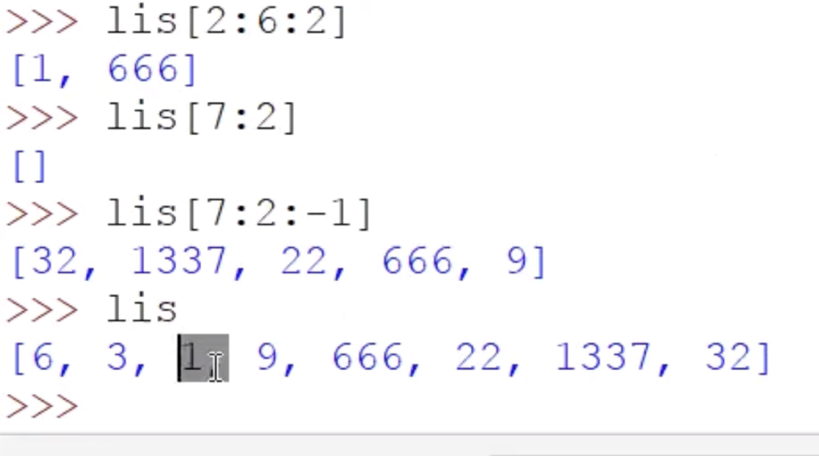 >>> lis[2:6:2]
[1, 666]
>>> lis[7:2]
[]
>>> lis[7:2:-1]
[32, 1337, 22, 666, 9]
>>> lis
[6, 3, 1, 9, 666, 22, 1337, 32]
>>>